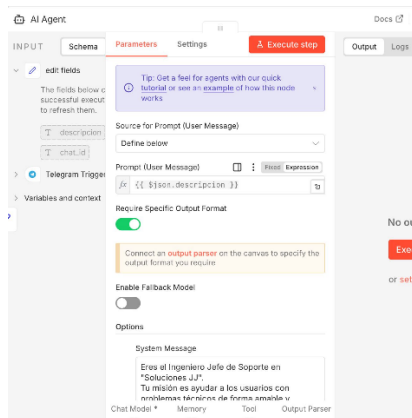 AI Agent
Docs
INPUT
Schema
Parameters
Settings
Execute step
Output
Logs
edit fields
The fields below c
successful execut
to refresh them.
T descripcion
T chat_id
Telegram Trigge
Variables and context
Tip: Get a feel for agents with our quick
tutorial or see an example of how this node
works
Source for Prompt (User Message)
Define below
Prompt (User Message)
Fixed
Expression
fx {{ $json.descripcion }}
Require Specific Output Format
Connect an output parser on the canvas to specify the
output format you require
Enable Fallback Model
Options
System Message
Eres el Ingeniero Jefe de Soporte en
"Soluciones JJ".
Tu misión es ayudar a los usuarios con
problemas técnicos de forma amable y
Chat Model *
Memory
Tool
Output Parser
No ou
Exe
or set